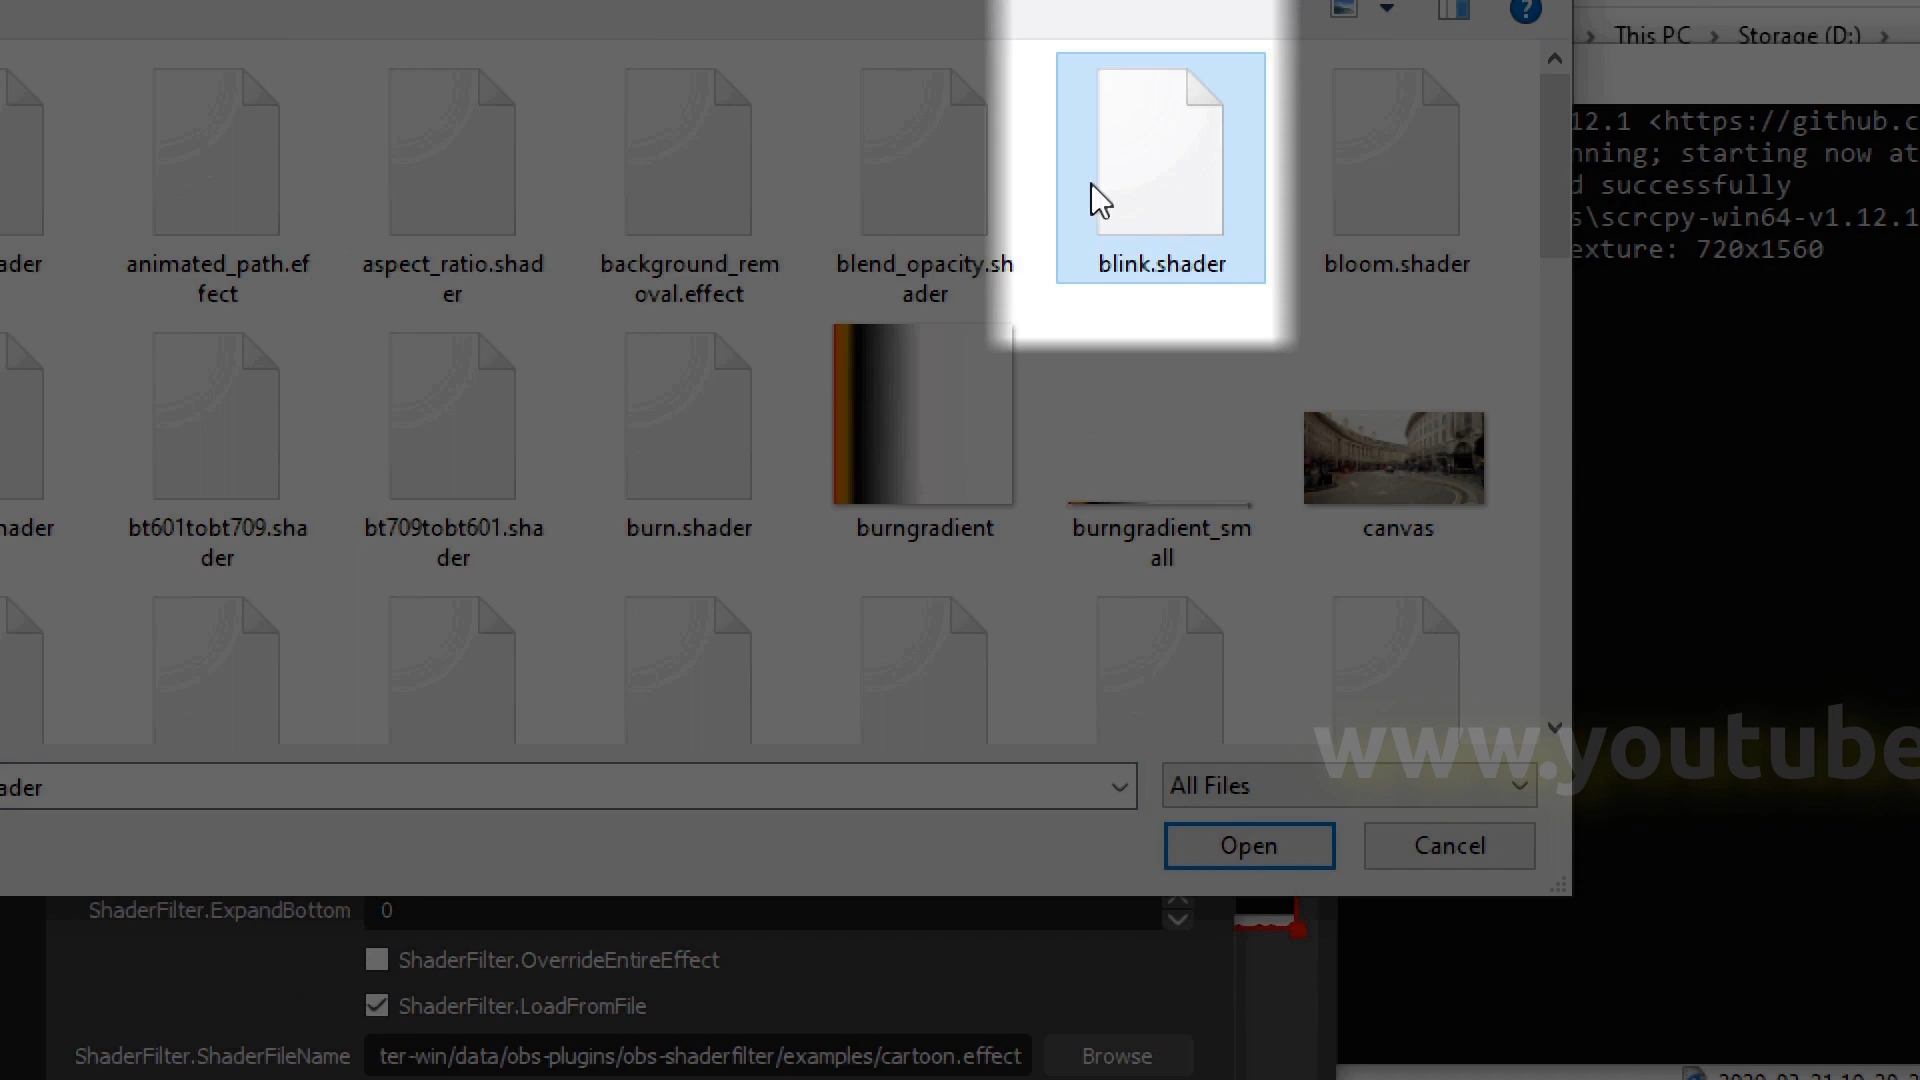 This PC > Storage (D:) >
12.1 <https://github.c
nning; starting now at
d successfully
s\scrcpy-win64-v1.12.1
exture: 720x1560
ader
animated_path.ef
fect
aspect_ratio.shad
er
background_rem
oval.effect
blend_opacity.sh
ader
blink.shader
bloom.shader
hader
bt601tobt709.sha
der
bt709tobt601.sha
der
burn.shader
burngradient
burngradient_sm
all
canvas
www.youtube
ader
All Files
Open
Cancel
ShaderFilter.ExpandBottom
0
ShaderFilter.OverrideEntireEffect
ShaderFilter.LoadFromFile
ShaderFilter.ShaderFileName
ter-win/data/obs-plugins/obs-shaderfilter/examples/cartoon.effect
Browse